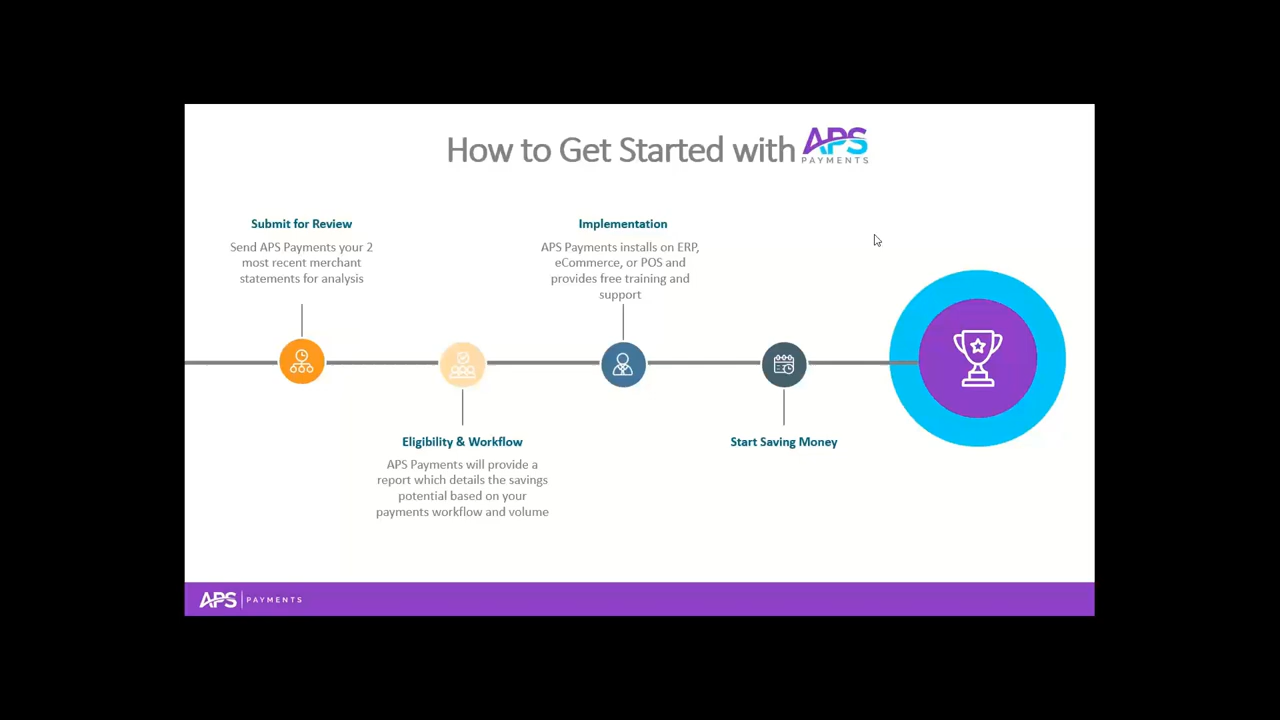 How to Get Started with APS
PAYMENTS
Submit for Review
Send APS Payments your 2
most recent merchant
statements for analysis
Implementation
APS Payments installs on ERP,
eCommerce, or POS and
provides free training and
support
Eligibility & Workflow
APS Payments will provide a
report which details the savings
potential based on your
payments workflow and volume
Start Saving Money
APS PAYMENTS